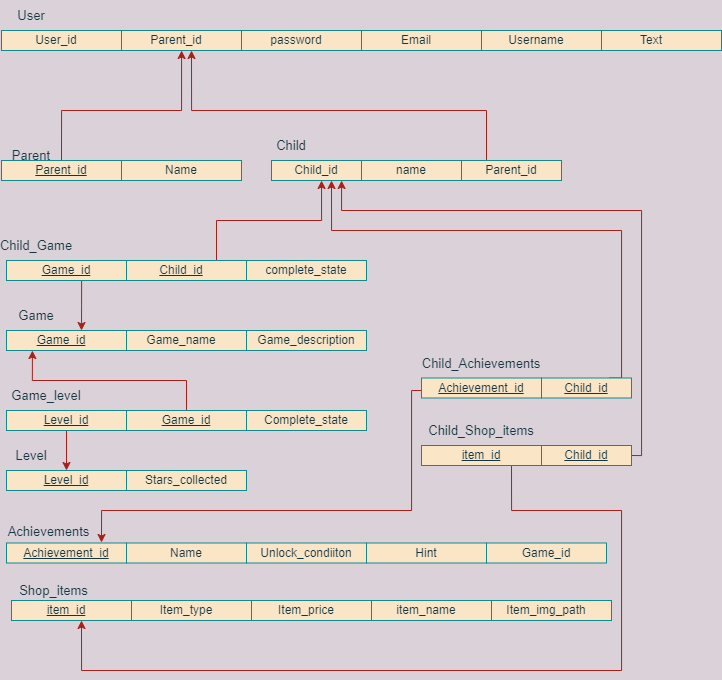 User
User_id Parent_id password Email Username Text
Parent
Parent_id Name
Child
Child_id name Parent_id
Child_Game
Game_id Child_id complete_state
Game
Game_id Game_name Game_description
Game_level
Level_id Game_id Complete_state
Level
Level_id Stars_collected
Child_Achievements
Achievement_id Child_id
Child_Shop_items
item_id Child_id
Achievements
Achievement_id Name Unlock_condiiton Hint Game_id
Shop_items
item_id Item_type Item_price item_name Item_img_path